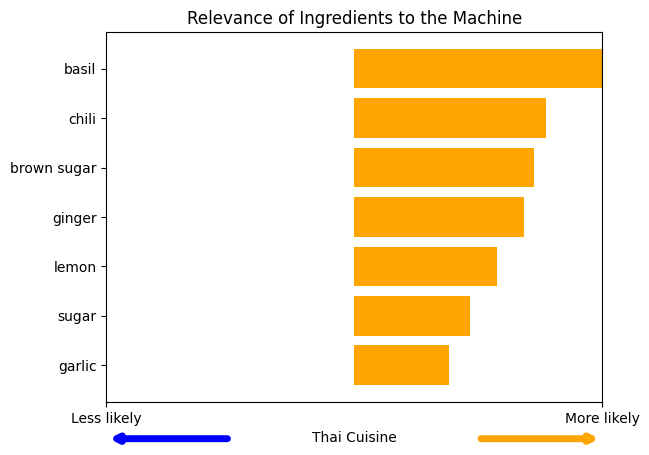 Relevance of Ingredients to the Machine
basil
chili
brown sugar
ginger
lemon
sugar
garlic
Less likely
More likely
Thai Cuisine